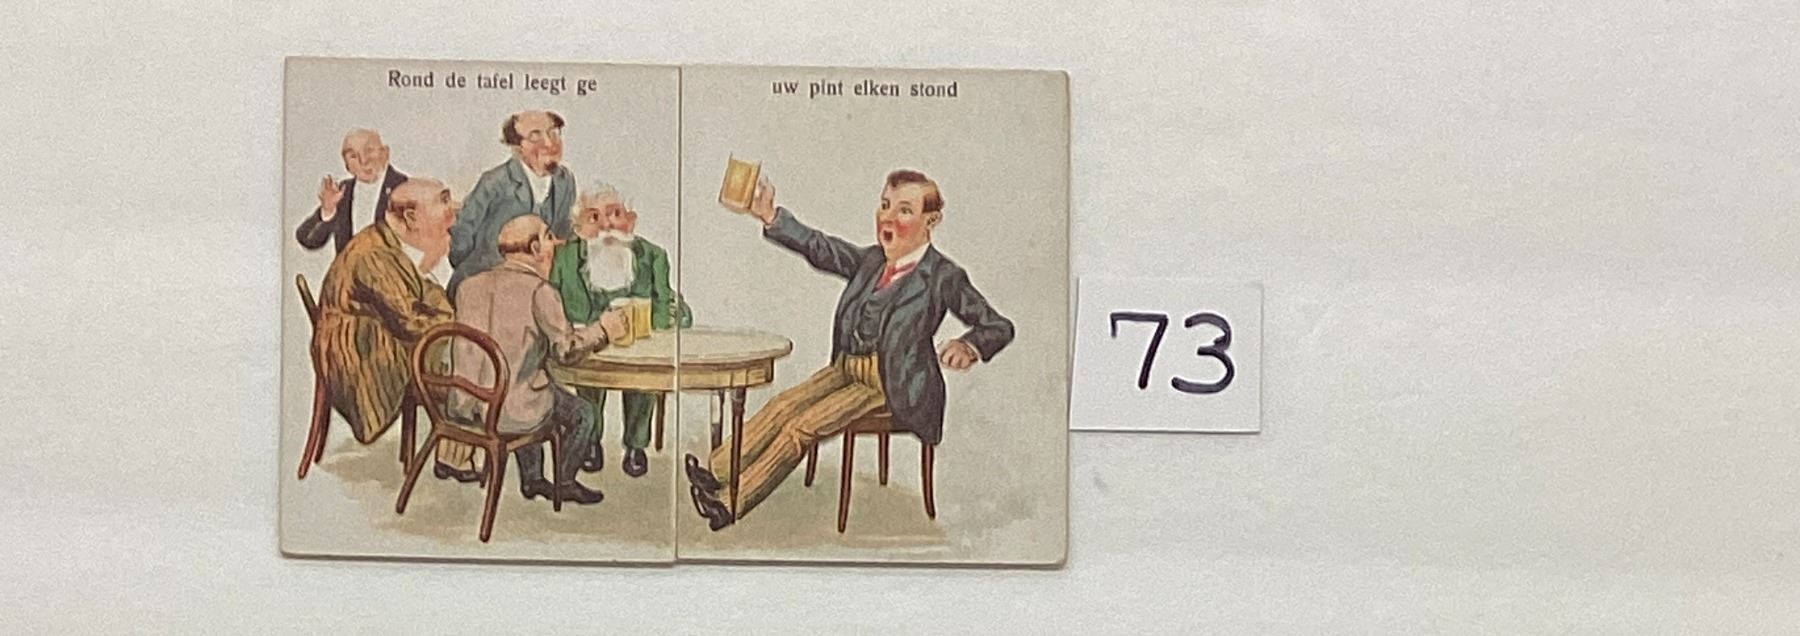 Rond de tafel leegt ge
uw pint elken stond
73